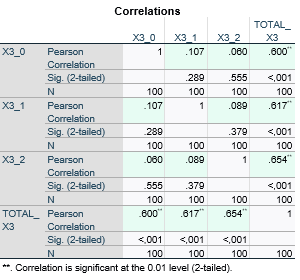 Correlations
X3_0 X3_1 X3_2 TOTAL_
X3
X3_0 Pearson
Correlation 1 .107 .060 .600**
Sig. (2-tailed) .289 .555 <,001
N 100 100 100 100
X3_1 Pearson
Correlation .107 1 .089 .617**
Sig. (2-tailed) .289 .379 <,001
N 100 100 100 100
X3_2 Pearson
Correlation .060 .089 1 .654**
Sig. (2-tailed) .555 .379 <,001
N 100 100 100 100
TOTAL_
X3 Pearson
Correlation .600** .617** .654** 1
Sig. (2-tailed) <,001 <,001 <,001
N 100 100 100 100
**. Correlation is significant at the 0.01 level (2-tailed).